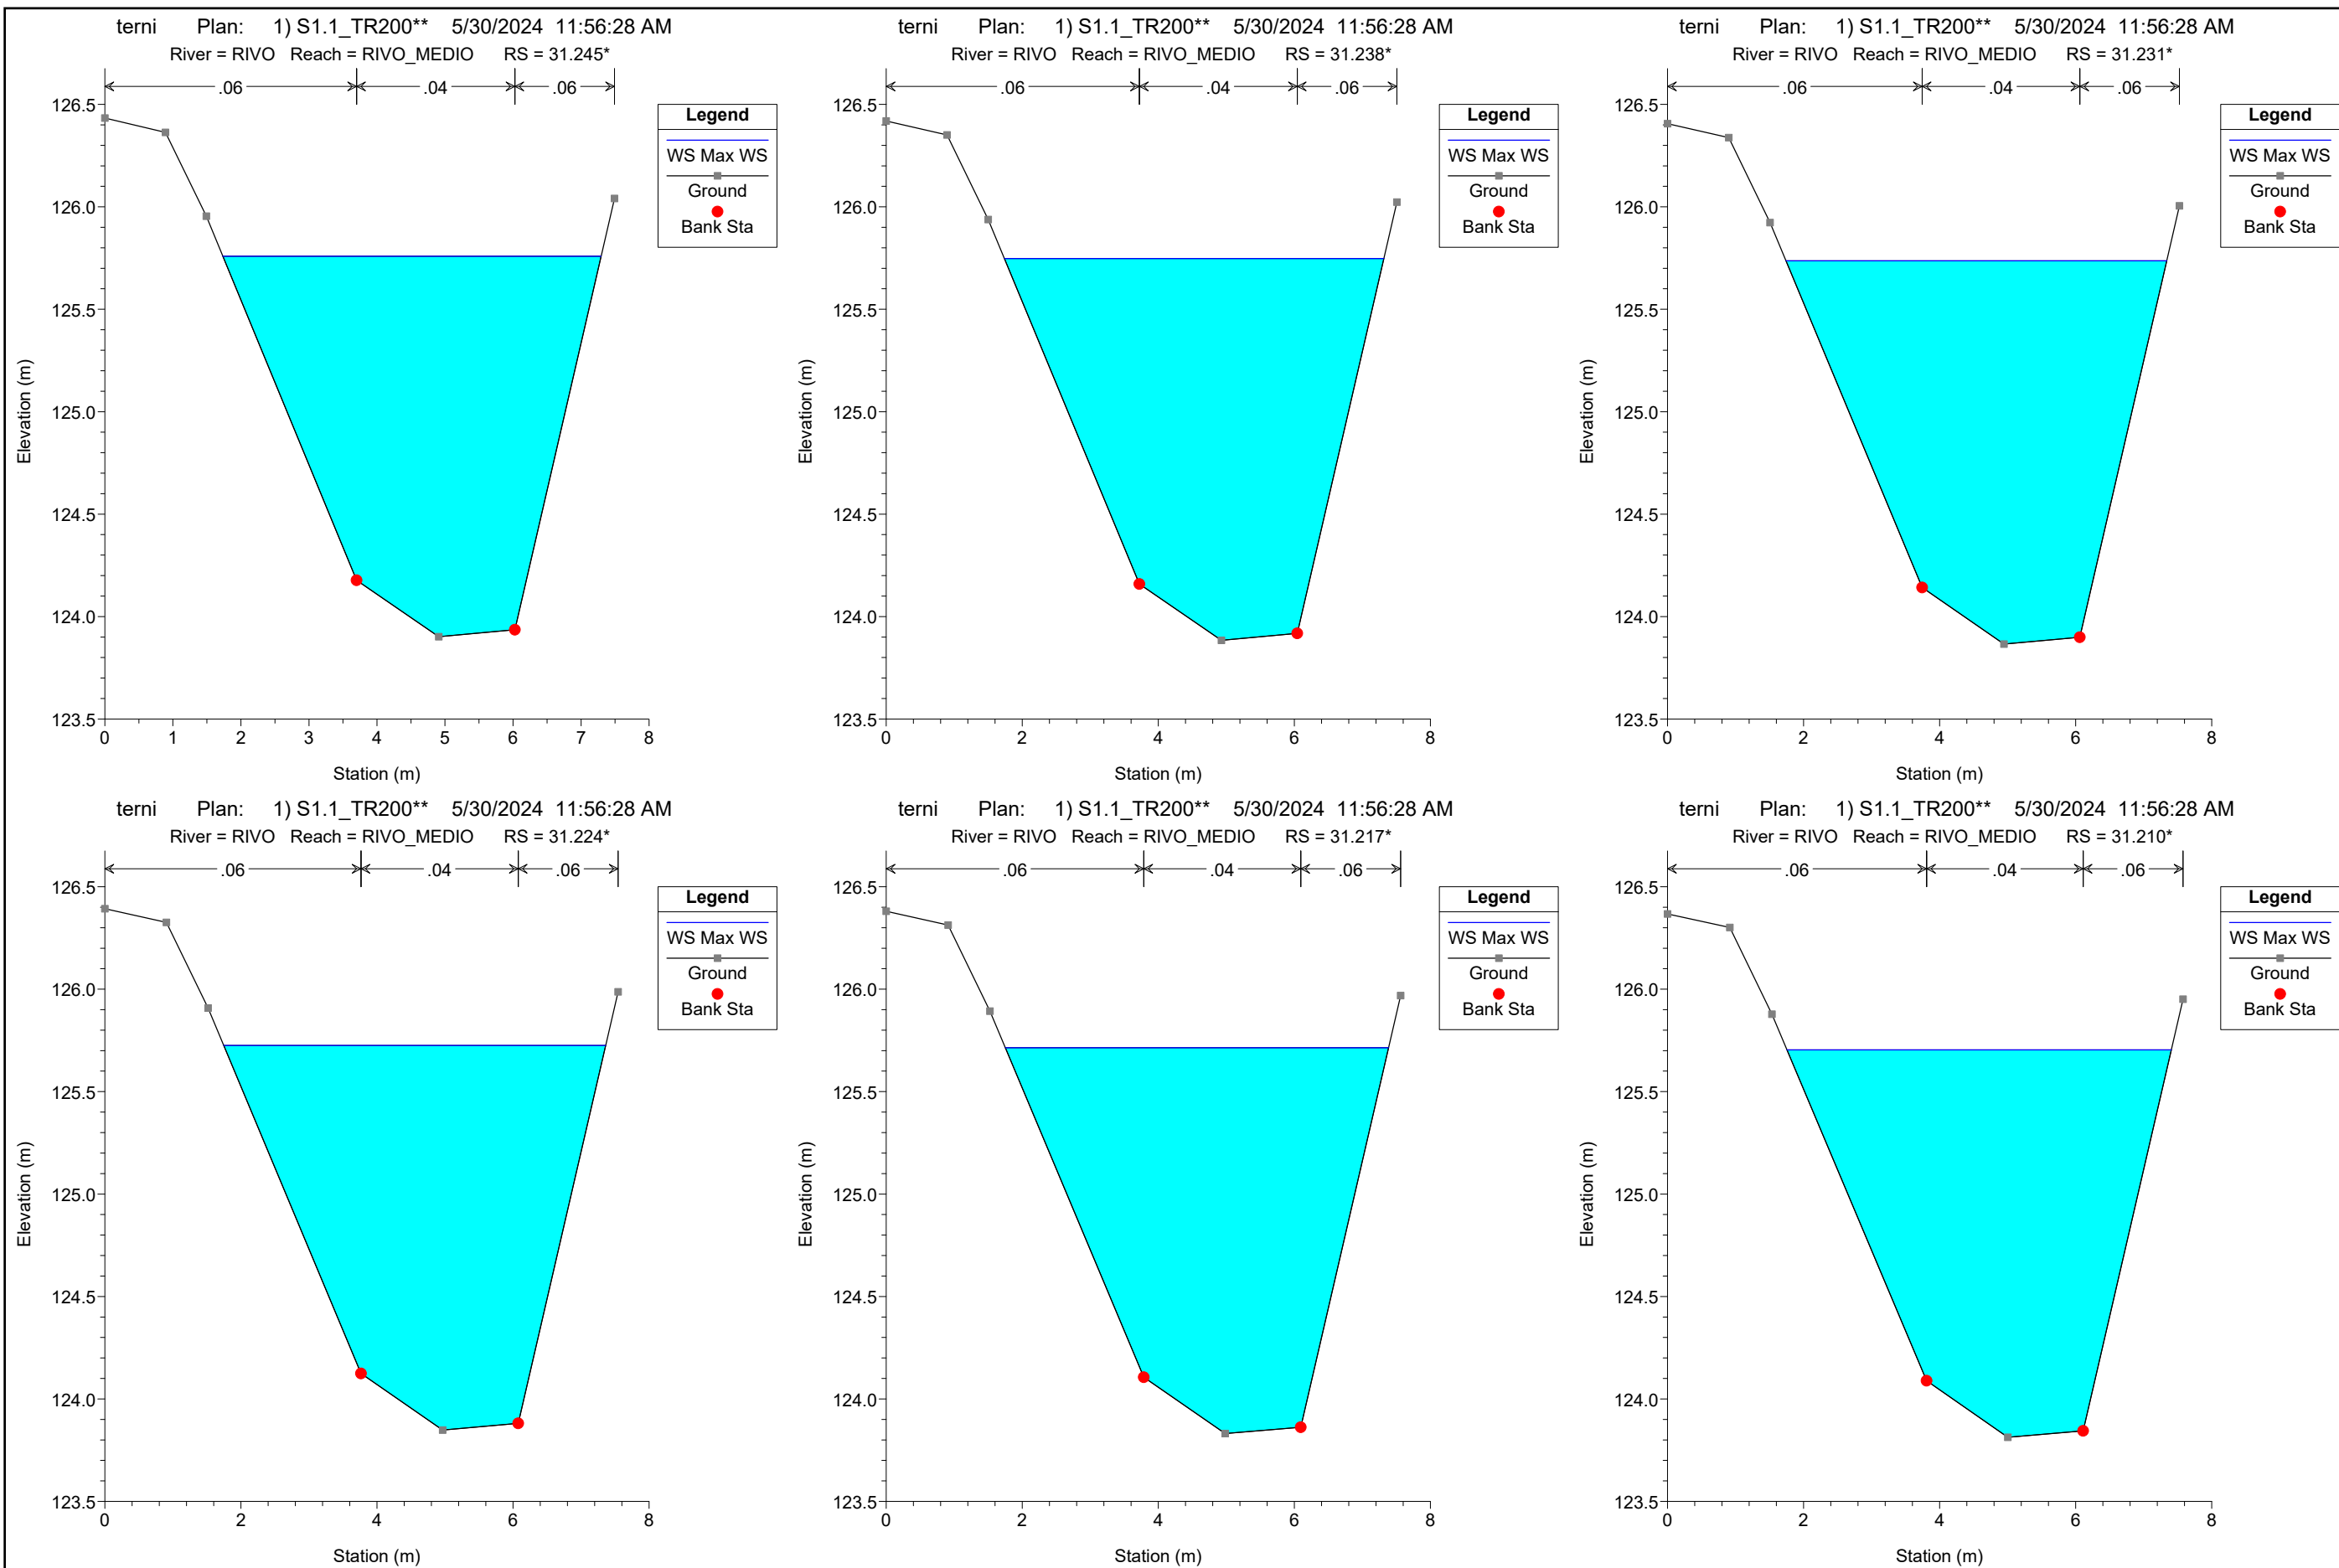 terni Plan: 1) S1.1_TR200** 5/30/2024 11:56:28 AM
River = RIVO Reach = RIVO_MEDIO RS = 31.245*
.06 .04 .06
Legend
WS Max WS
Ground
Bank Sta
126.5
126.0
125.5
125.0
124.5
124.0
123.5
0 1 2 3 4 5 6 7 8
Elevation (m)
Station (m)
terni Plan: 1) S1.1_TR200** 5/30/2024 11:56:28 AM
River = RIVO Reach = RIVO_MEDIO RS = 31.238*
.06 .04 .06
Legend
WS Max WS
Ground
Bank Sta
126.5
126.0
125.5
125.0
124.5
124.0
123.5
0 2 4 6 8
Elevation (m)
Station (m)
terni Plan: 1) S1.1_TR200** 5/30/2024 11:56:28 AM
River = RIVO Reach = RIVO_MEDIO RS = 31.231*
.06 .04 .06
Legend
WS Max WS
Ground
Bank Sta
126.5
126.0
125.5
125.0
124.5
124.0
123.5
0 2 4 6 8
Elevation (m)
Station (m)
terni Plan: 1) S1.1_TR200** 5/30/2024 11:56:28 AM
River = RIVO Reach = RIVO_MEDIO RS = 31.224*
.06 .04 .06
Legend
WS Max WS
Ground
Bank Sta
126.5
126.0
125.5
125.0
124.5
124.0
123.5
0 2 4 6 8
Elevation (m)
Station (m)
terni Plan: 1) S1.1_TR200** 5/30/2024 11:56:28 AM
River = RIVO Reach = RIVO_MEDIO RS = 31.217*
.06 .04 .06
Legend
WS Max WS
Ground
Bank Sta
126.5
126.0
125.5
125.0
124.5
124.0
123.5
0 2 4 6 8
Elevation (m)
Station (m)
terni Plan: 1) S1.1_TR200** 5/30/2024 11:56:28 AM
River = RIVO Reach = RIVO_MEDIO RS = 31.210*
.06 .04 .06
Legend
WS Max WS
Ground
Bank Sta
126.5
126.0
125.5
125.0
124.5
124.0
123.5
0 2 4 6 8
Elevation (m)
Station (m)